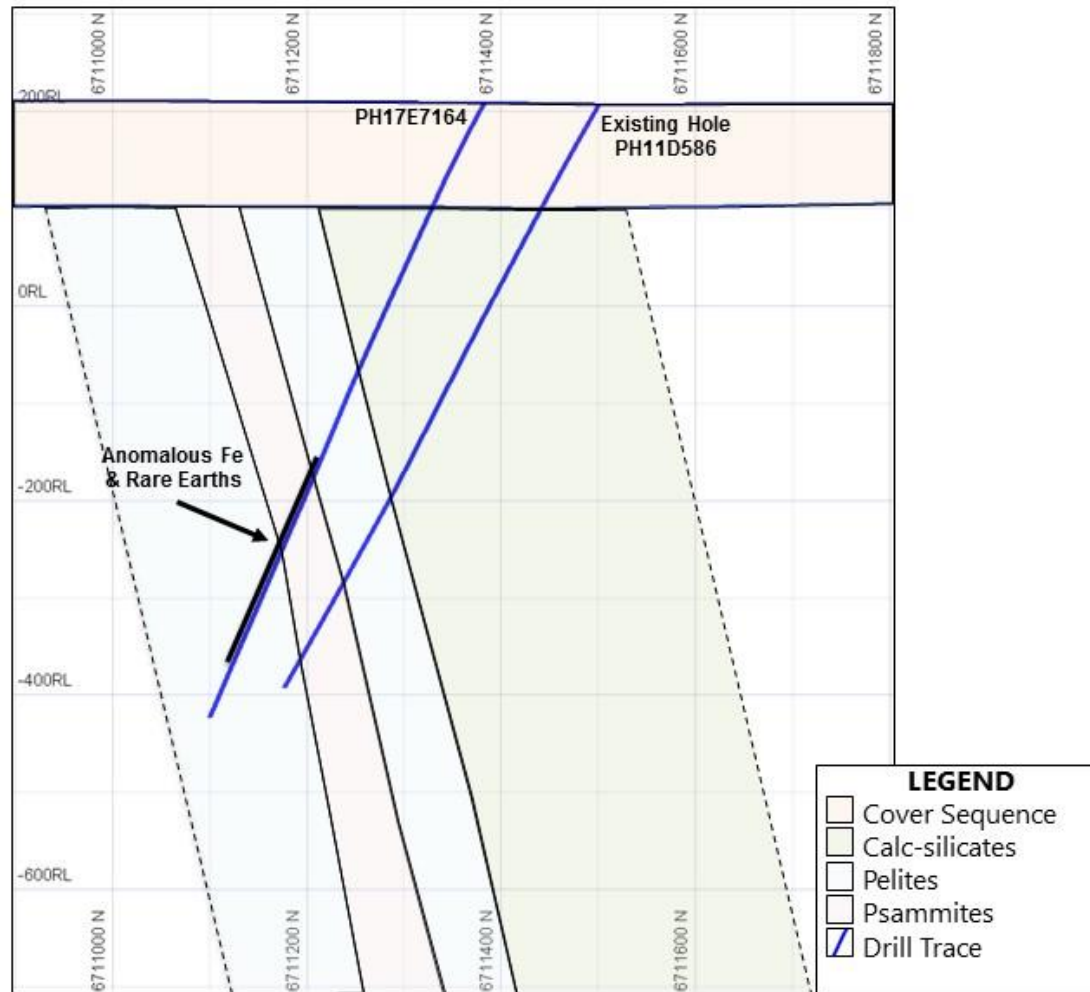 6711000 N
6711200 N
6711400 N
6711600 N
6711800 N
200RL
PH17E7164
Existing Hole
PH11D586
0RL
Anomalous Fe
& Rare Earths
-200RL
-400RL
-600RL
6711000 N
6711200 N
6711400 N
6711600 N
LEGEND
Cover Sequence
Calc-silicates
Pelites
Psammites
Drill Trace